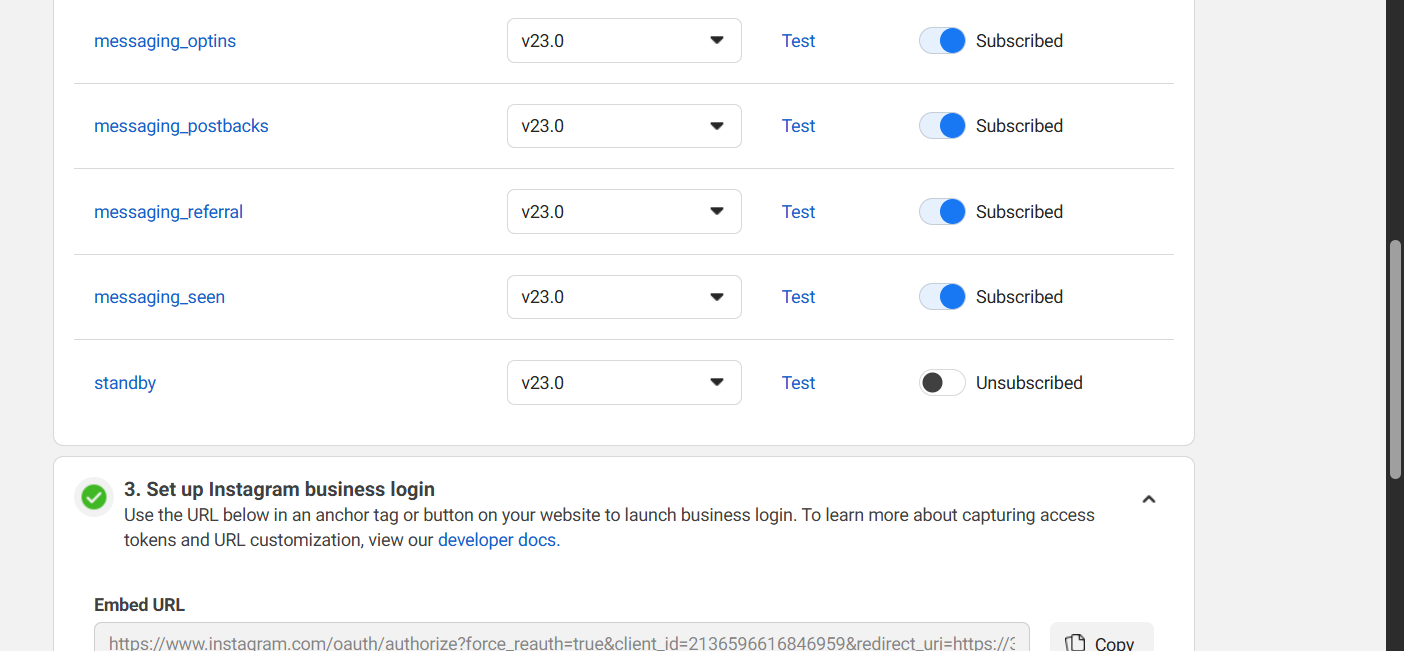 messaging_optins v23.0 Test Subscribed
messaging_postbacks v23.0 Test Subscribed
messaging_referral v23.0 Test Subscribed
messaging_seen v23.0 Test Subscribed
standby v23.0 Test Unsubscribed
3. Set up Instagram business login
Use the URL below in an anchor tag or button on your website to launch business login. To learn more about capturing access
tokens and URL customization, view our developer docs.
Embed URL
https://www.instagram.com/oauth/authorize?force_reauth=true&client_id=2136596616846959&redirect_uri=https://3 Copy